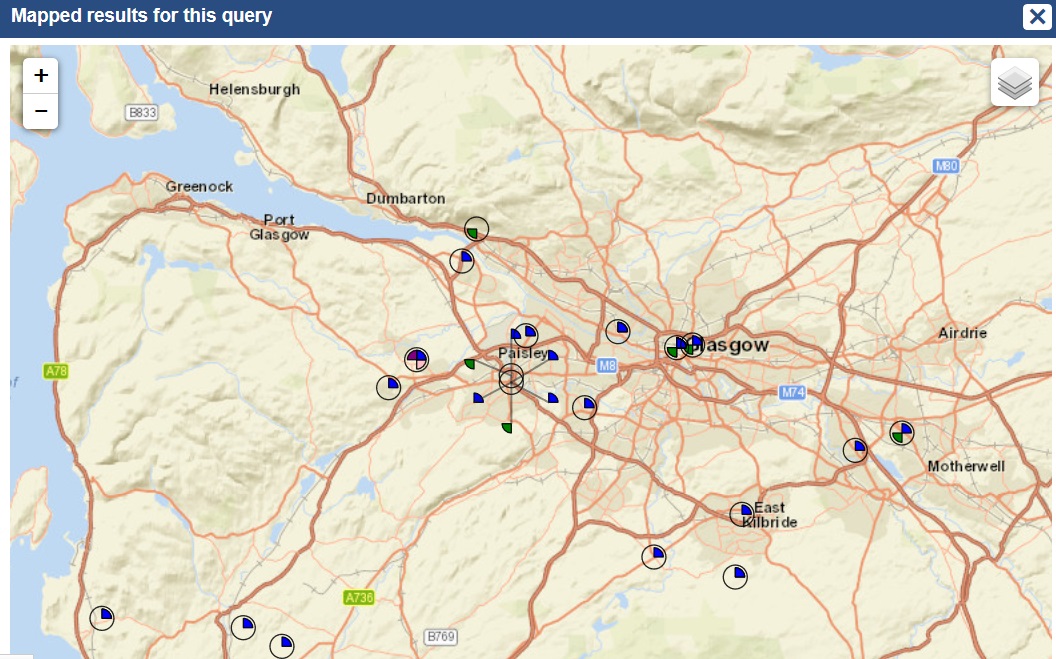 Mapped results for this query
+
−
Helensburgh
B833
M80
Greenock
Dumbarton
Port
Glasgow
Airdrie
Glasgow
Paisley
M8
A78
M74
Motherwell
East
Kilbride
A736
B769